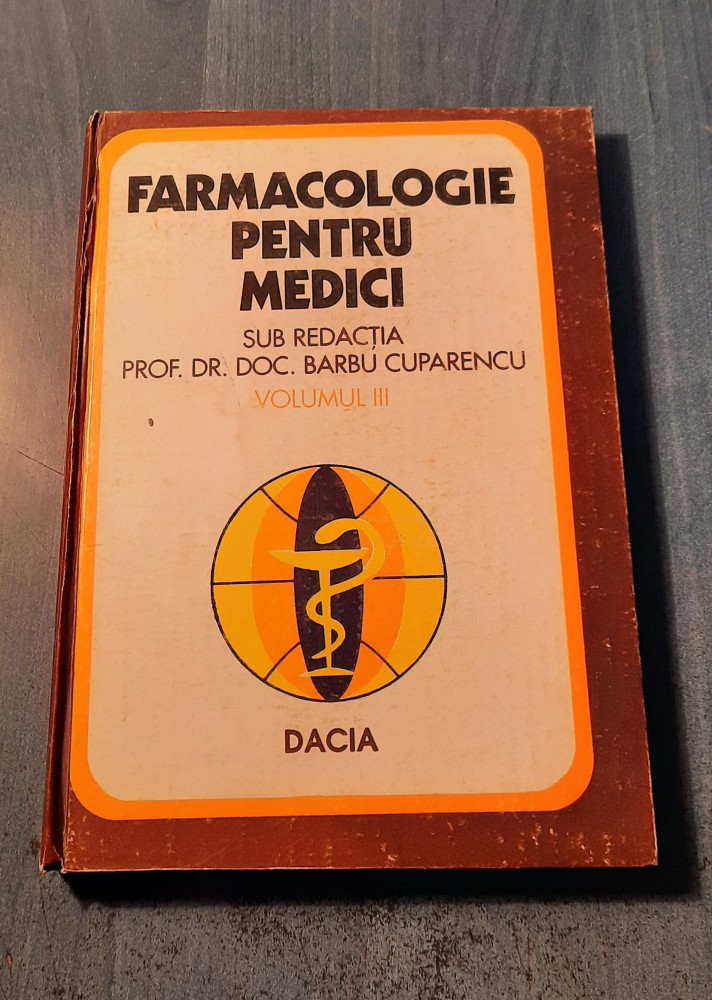 FARMACOLOGIE
PENTRU
MEDICI
SUB REDACȚIA
PROF. DR. DOC. BARBU CUPARENCU
VOLUMUL III
DACIA